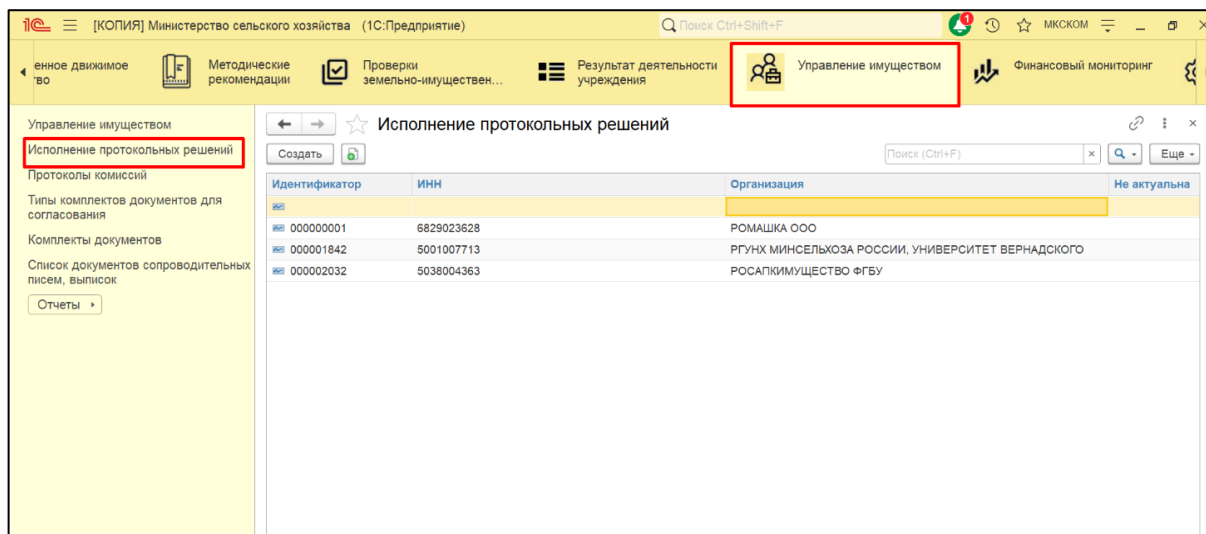 1С [КОПИЯ] Министерство сельского хозяйства (1С:Предприятие) Поиск Ctrl+Shift+F 1 МКСКОМ
енное движимое
во
Методические
рекомендации
Проверки
земельно-имуществен...
Результат деятельности
учреждения
Управление имуществом
Финансовый мониторинг
Управление имуществом
Исполнение протокольных решений
Протоколы комиссий
Типы комплектов документов для
согласования
Комплекты документов
Список документов сопроводительных
писем, выписок
Отчеты
Исполнение протокольных решений
Создать Поиск (Ctrl+F) Еще
Идентификатор ИНН Организация Не актуальна
000000001 6829023628 РОМАШКА ООО
000001842 5001007713 РГУНХ МИНСЕЛЬХОЗА РОССИИ, УНИВЕРСИТЕТ ВЕРНАДСКОГО
000002032 5038004363 РОСАПКИМУЩЕСТВО ФГБУ